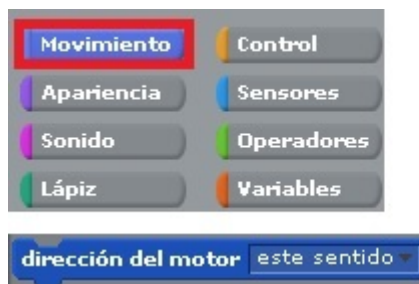 Movimiento Control
Apariencia Sensores
Sonido Operadores
Lápiz Variables
dirección del motor este sentido